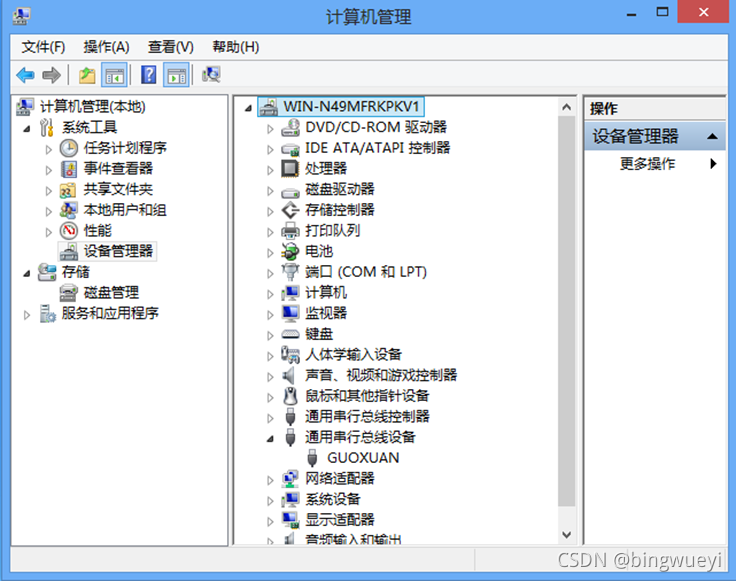 计算机管理
文件(F) 操作(A) 查看(V) 帮助(H)
计算机管理(本地)
系统工具
任务计划程序
事件查看器
共享文件夹
本地用户和组
性能
设备管理器
存储
磁盘管理
服务和应用程序
WIN-N49MFRKPKV1
DVD/CD-ROM 驱动器
IDE ATA/ATAPI 控制器
处理器
磁盘驱动器
存储控制器
打印队列
电池
端口 (COM 和 LPT)
计算机
监视器
键盘
人体学输入设备
声音、视频和游戏控制器
鼠标和其他指针设备
通用串行总线控制器
通用串行总线设备
GUOXUAN
网络适配器
系统设备
显示适配器
音频输入和输出
操作
设备管理器
更多操作
CSDN @bingwueyi